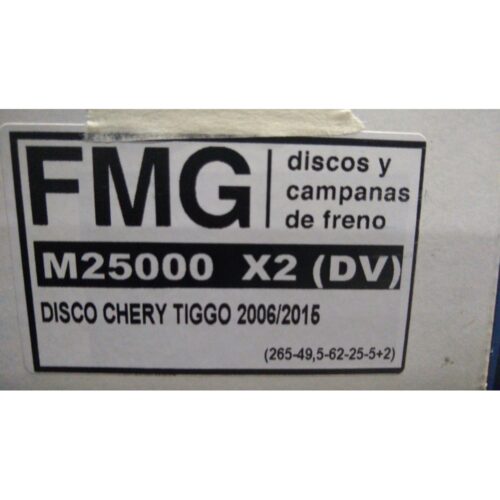 FMG
discos y
campanas
de freno
M25000 X2 (DV)
DISCO CHERY TIGGO 2006/2015
(265-49,5-62-25-5+2)